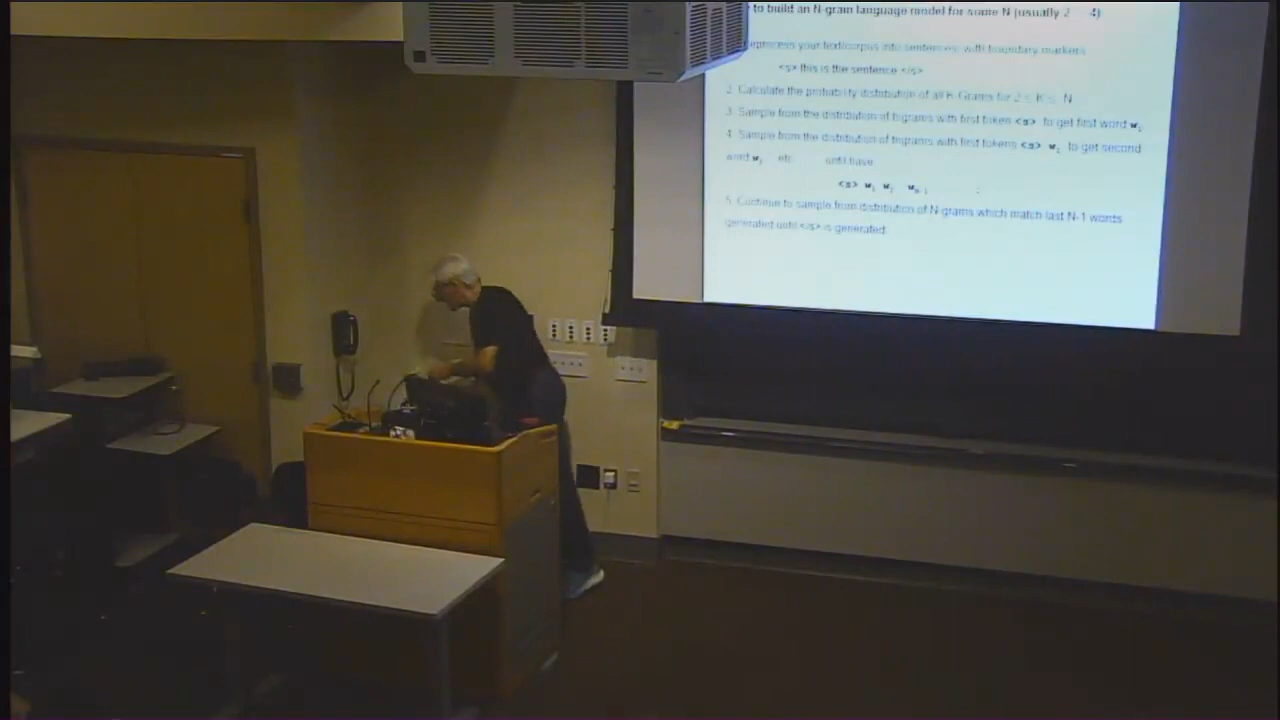 to build an N-gram language model for some N (usually 2 4)
your text/corpus into sentences with boundary markers
<s> this is the sentence </s>
2. Calculate the probability distribution of all K-Grams for 2 ≤ K ≤ N
3. Sample from the distribution of bigrams with first token <s> to get first word w₁
4. Sample from the distribution of trigrams with first tokens <s> w₁ to get second
word w₂ etc until have
<s> w₁ w₂
5. Continue to sample from distribution of N-grams which match last N-1 words
generated until </s> is generated